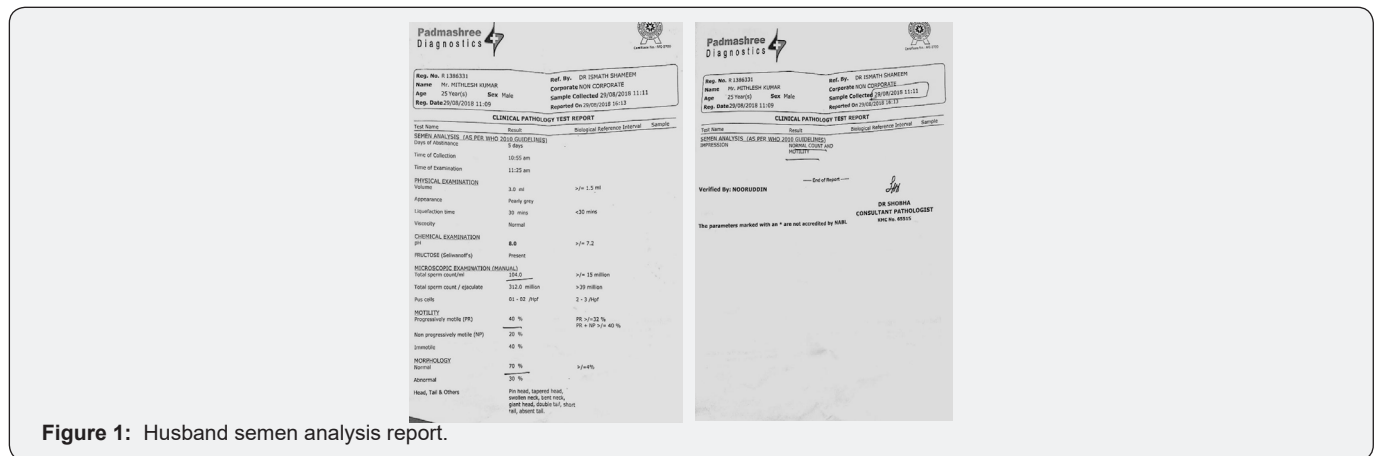 Padmashree
Diagnostics
Reg. No. R1386331
Name Mr. MITHLESH KUMAR
Age 25 Year(s) Sex Male
Reg. Date29/08/2018 11:09
Ref. By. DR ISMATH SHAMEEM
Corporate NON CORPORATE
Sample Collected 29/08/2018 11:11
Reported On 29/08/2018 16:13
CLINICAL PATHOLOGY TEST REPORT
Test Name Result Biological Reference Interval Sample
SEMEN ANALYSIS (AS PER WHO 2010 GUIDELINES)
Days of Abstinance 5 days
Time of Collection 10:55 am
Time of Examination 11:25 am
PHYSICAL EXAMINATION
Volume 3.0 ml >/= 1.5 ml
Appearance Pearly grey
Liquefaction time 30 mins <30 mins
Viscosity Normal
CHEMICAL EXAMINATION
pH 8.0 >/= 7.2
FRUCTOSE (Seliwanoff's) Present
MICROSCOPIC EXAMINATION (MANUAL)
Total sperm count/ml 104.0 >/= 15 million
Total sperm count / ejaculate 312.0 million >39 million
Pus cells 01 - 02 /Hpf 2 - 3 /Hpf
MOTILITY
Progressively motile (PR) 40 % PR >/=32 %
PR + NP >/= 40 %
Non progressively motile (NP) 20 %
Immotile 40 %
MORPHOLOGY
Normal 70 % >/=4%
Abnormal 30 %
Head, Tail & Others Pin head, tapered head,
swollen neck, bent neck,
giant head, double tail, short
tail, absent tail.
Padmashree
Diagnostics
Reg. No. R1386331
Name Mr. MITHLESH KUMAR
Age 25 Year(s) Sex Male
Reg. Date29/08/2018 11:09
Ref. By. DR ISMATH SHAMEEM
Corporate NON CORPORATE
Sample Collected 29/08/2018 11:11
Reported On 29/08/2018 16:13
CLINICAL PATHOLOGY TEST REPORT
Test Name Result Biological Reference Interval Sample
SEMEN ANALYSIS (AS PER WHO 2010 GUIDELINES)
IMPRESSION NORMAL COUNT AND
MOTILITY
---- End of Report ----
Verified By: NOORUDDIN
DR SHOBHA
CONSULTANT PATHOLOGIST
KMC No. 65515
The parameters marked with an * are not accredited by NABL
Figure 1: Husband semen analysis report.